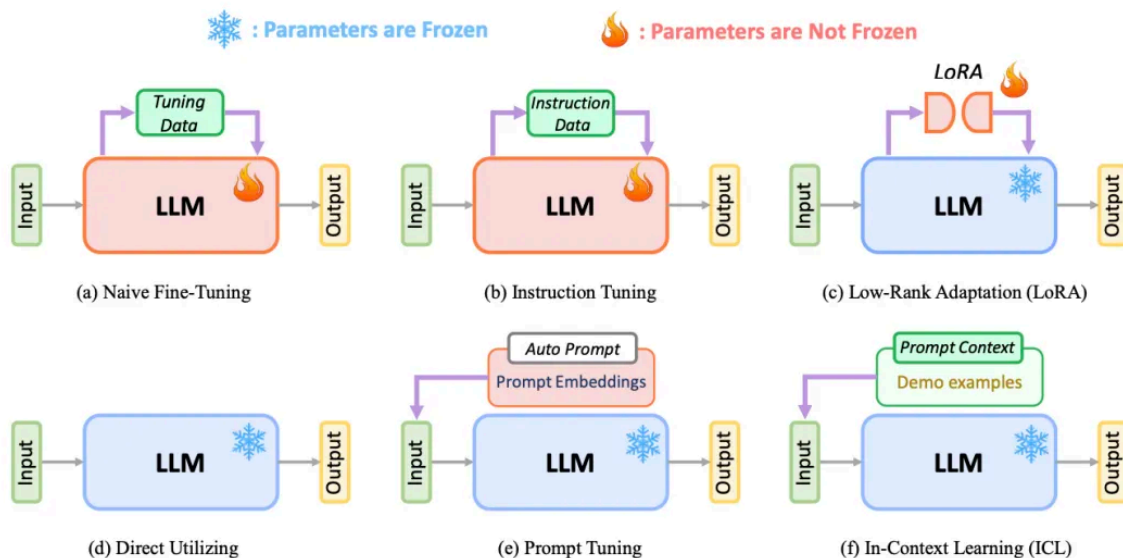 : Parameters are Frozen
: Parameters are Not Frozen
Tuning
Data
Input
LLM
Output
(a) Naive Fine-Tuning
Instruction
Data
Input
LLM
Output
(b) Instruction Tuning
LoRA
Input
LLM
Output
(c) Low-Rank Adaptation (LoRA)
Input
LLM
Output
(d) Direct Utilizing
Auto Prompt
Prompt Embeddings
Input
LLM
Output
(e) Prompt Tuning
Prompt Context
Demo examples
Input
LLM
Output
(f) In-Context Learning (ICL)